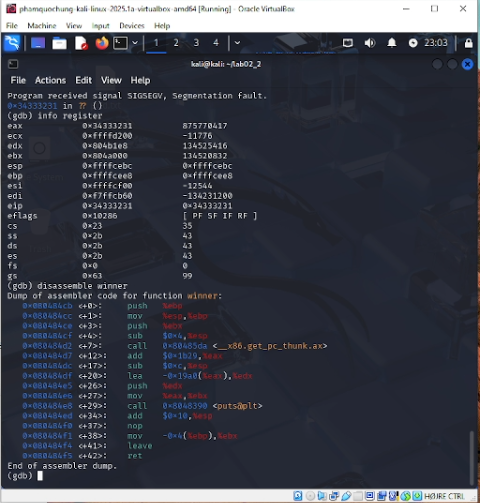 phamquochung-kali-linux-2025.1a-virtualbox-amd64 [Running] - Oracle VirtualBox
File Machine View Input Devices Help
1 2 3 4
23:03
kali@kali: ~/lab02_2
File Actions Edit View Help
Program received signal SIGSEGV, Segmentation fault.
0x34333231 in ?? ()
(gdb) info register
eax 0x34333231 875770417
ecx 0xffffd200 -11776
edx 0x804b1e8 134525416
ebx 0x804a000 134520832
esp 0xffffcebc 0xffffcebc
ebp 0xffffcee8 0xffffcee8
esi 0xffffcf00 -12544
edi 0xf7ffcb60 -134231200
eip 0x34333231 0x34333231
eflags 0x10286 [ PF SF IF RF ]
cs 0x23 35
ss 0x2b 43
ds 0x2b 43
es 0x2b 43
fs 0x0 0
gs 0x63 99
(gdb) disassemble winner
Dump of assembler code for function winner:
0x080484cb <+0>: push %ebp
0x080484cc <+1>: mov %esp,%ebp
0x080484ce <+3>: push %ebx
0x080484cf <+4>: sub $0x4,%esp
0x080484d2 <+7>: call 0x80485da <__x86.get_pc_thunk.ax>
0x080484d7 <+12>: add $0x1b29,%eax
0x080484dc <+17>: sub $0xc,%esp
0x080484df <+20>: lea -0x19a0(%eax),%edx
0x080484e5 <+26>: push %edx
0x080484e6 <+27>: mov %eax,%ebx
0x080484e8 <+29>: call 0x8048390 <puts@plt>
0x080484ed <+34>: add $0x10,%esp
0x080484f0 <+37>: nop
0x080484f1 <+38>: mov -0x4(%ebp),%ebx
0x080484f4 <+41>: leave
0x080484f5 <+42>: ret
End of assembler dump.
(gdb)
HØJRE CTRL